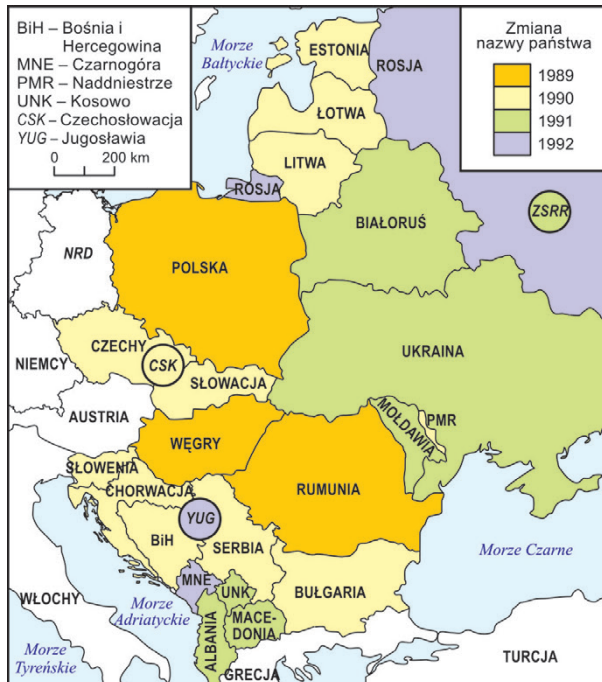 BiH – Bośnia i
Hercegowina
MNE – Czarnogóra
PMR – Naddniestrze
UNK – Kosowo
CSK – Czechosłowacja
YUG – Jugosławia
0 200 km
Zmiana
nazwy państwa
1989
1990
1991
1992
Morze
Bałtyckie
ESTONIA
ROSJA
ŁOTWA
LITWA
ROSJA
BIAŁORUŚ
ZSRR
NRD
POLSKA
UKRAINA
CZECHY
CSK
NIEMCY
SŁOWACJA
AUSTRIA
MOŁDAWIA
PMR
WĘGRY
SŁOWENIA
CHORWACJA
RUMUNIA
YUG
BiH
SERBIA
Morze Czarne
MNE
UNK
BUŁGARIA
WŁOCHY
Morze
Adriatyckie
ALBANIA
MACE-
DONIA
Morze
Tyreńskie
GRECJA
TURCJA